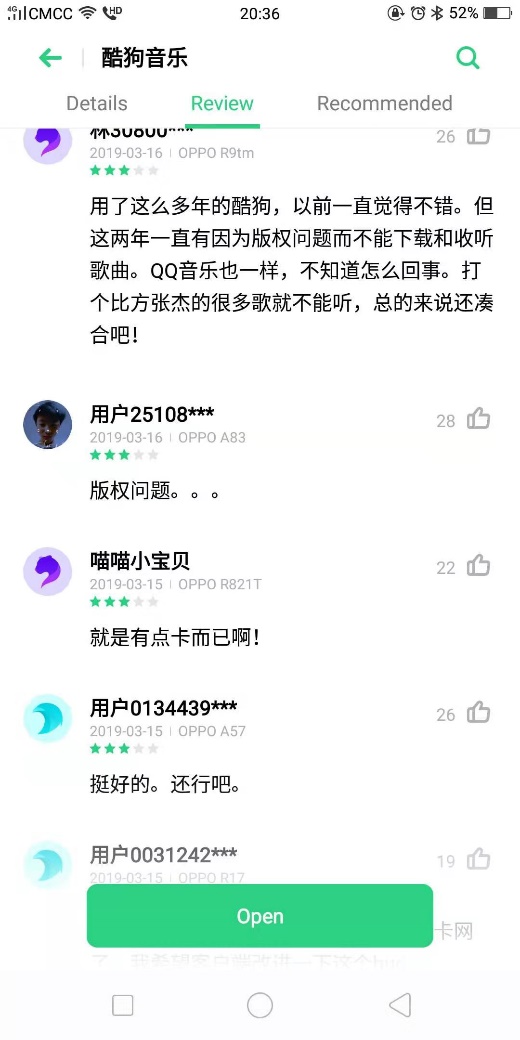 4G CMCC HD 20:36 52%
酷狗音乐
Details Review Recommended
林30800*** 26
2019-03-16 | OPPO R9tm
用了这么多年的酷狗，以前一直觉得不错。但
这两年一直有因为版权问题而不能下载和收听
歌曲。QQ音乐也一样，不知道怎么回事。打
个比方张杰的很多歌就不能听，总的来说还凑
合吧！
用户25108*** 28
2019-03-16 | OPPO A83
版权问题。。。
喵喵小宝贝 22
2019-03-15 | OPPO R821T
就是有点卡而已啊！
用户0134439*** 26
2019-03-15 | OPPO A57
挺好的。还行吧。
用户0031242*** 19
2019-03-15 | OPPO R17
Open
卡网
了，我希望客户端改进一下这个bug